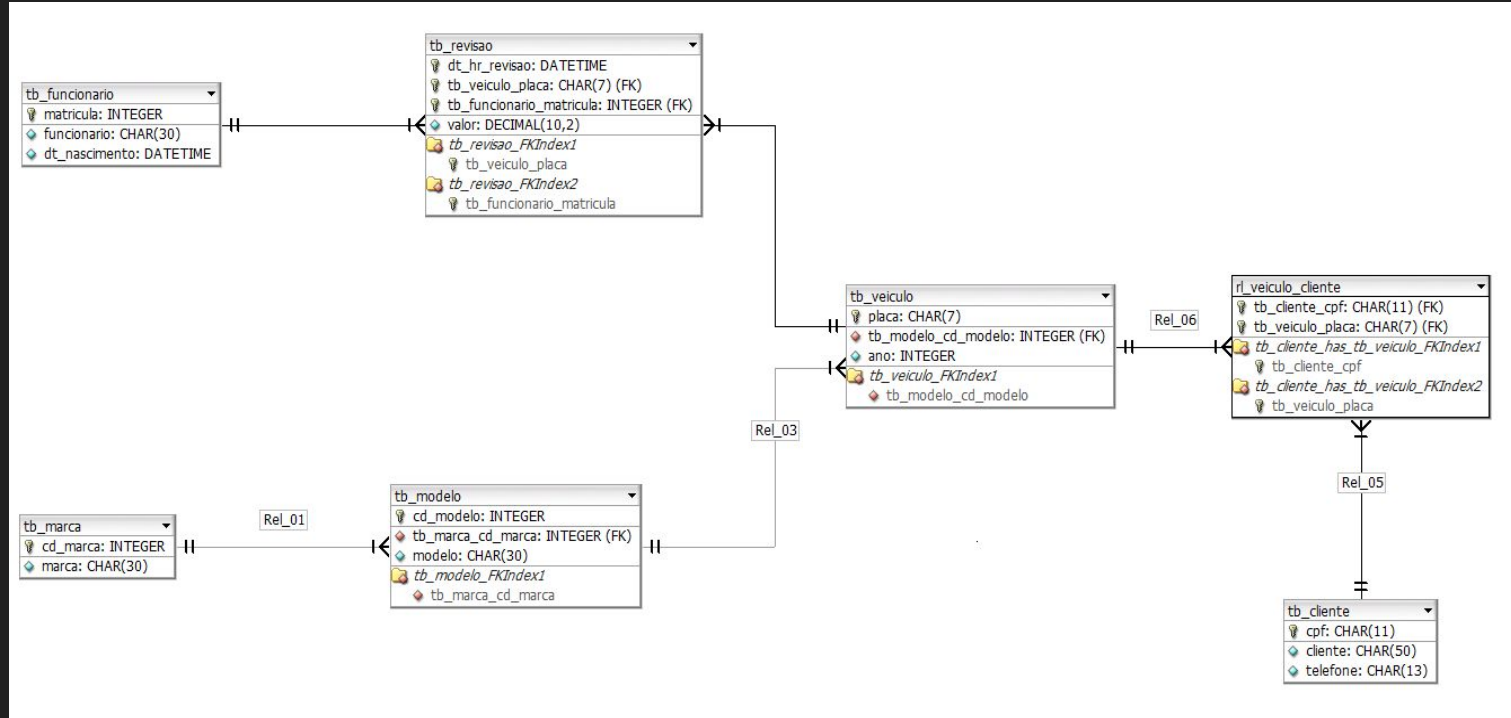 tb_revisao
dt_hr_revisao: DATETIME
tb_veiculo_placa: CHAR(7) (FK)
tb_funcionario_matricula: INTEGER (FK)
valor: DECIMAL(10,2)
tb_revisao_FKIndex1
tb_veiculo_placa
tb_revisao_FKIndex2
tb_funcionario_matricula
tb_funcionario
matricula: INTEGER
funcionario: CHAR(30)
dt_nascimento: DATETIME
tb_veiculo
placa: CHAR(7)
tb_modelo_cd_modelo: INTEGER (FK)
ano: INTEGER
tb_veiculo_FKIndex1
tb_modelo_cd_modelo
Rel_06
rl_veiculo_cliente
tb_cliente_cpf: CHAR(11) (FK)
tb_veiculo_placa: CHAR(7) (FK)
tb_cliente_has_tb_veiculo_FKIndex1
tb_cliente_cpf
tb_cliente_has_tb_veiculo_FKIndex2
tb_veiculo_placa
Rel_03
Rel_05
tb_marca
cd_marca: INTEGER
marca: CHAR(30)
Rel_01
tb_modelo
cd_modelo: INTEGER
tb_marca_cd_marca: INTEGER (FK)
modelo: CHAR(30)
tb_modelo_FKIndex1
tb_marca_cd_marca
tb_cliente
cpf: CHAR(11)
cliente: CHAR(50)
telefone: CHAR(13)